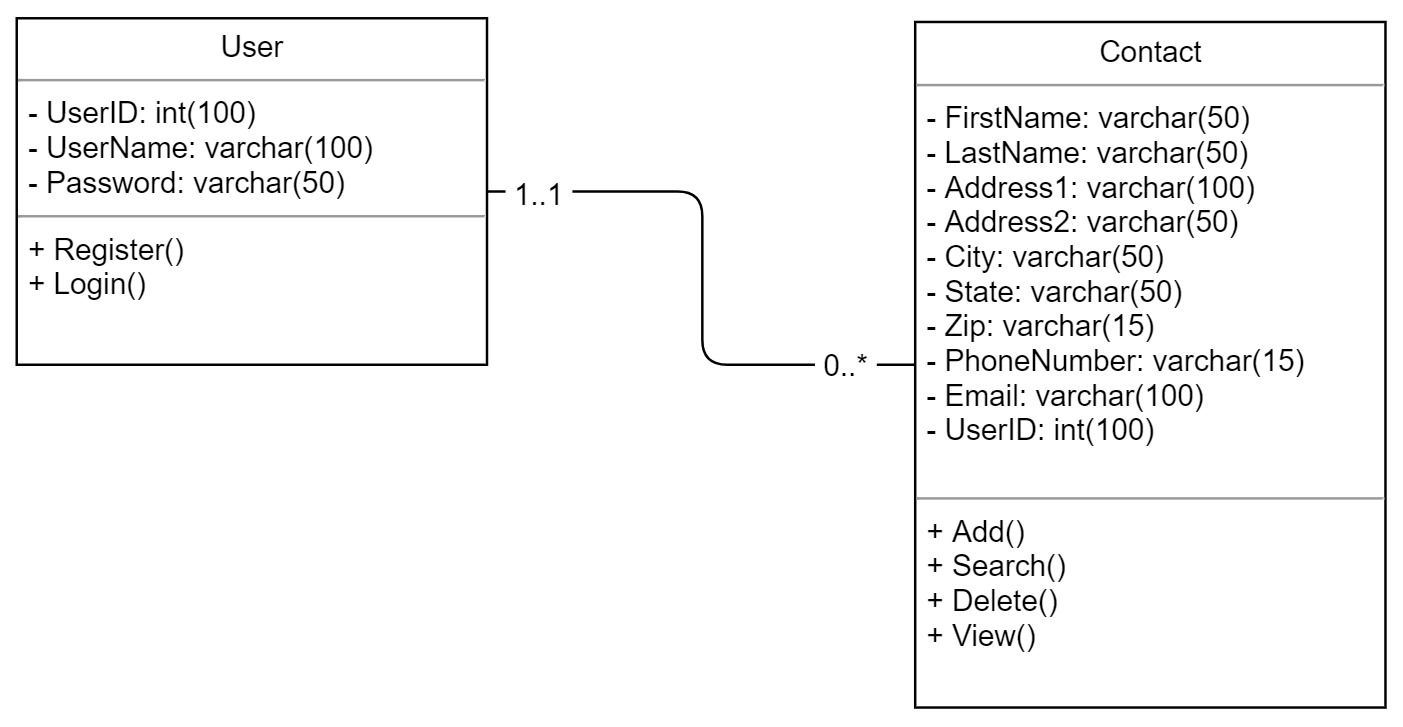 User
- UserID: int(100)
- UserName: varchar(100)
- Password: varchar(50)
+ Register()
+ Login()
1..1
0..*
Contact
- FirstName: varchar(50)
- LastName: varchar(50)
- Address1: varchar(100)
- Address2: varchar(50)
- City: varchar(50)
- State: varchar(50)
- Zip: varchar(15)
- PhoneNumber: varchar(15)
- Email: varchar(100)
- UserID: int(100)
+ Add()
+ Search()
+ Delete()
+ View()